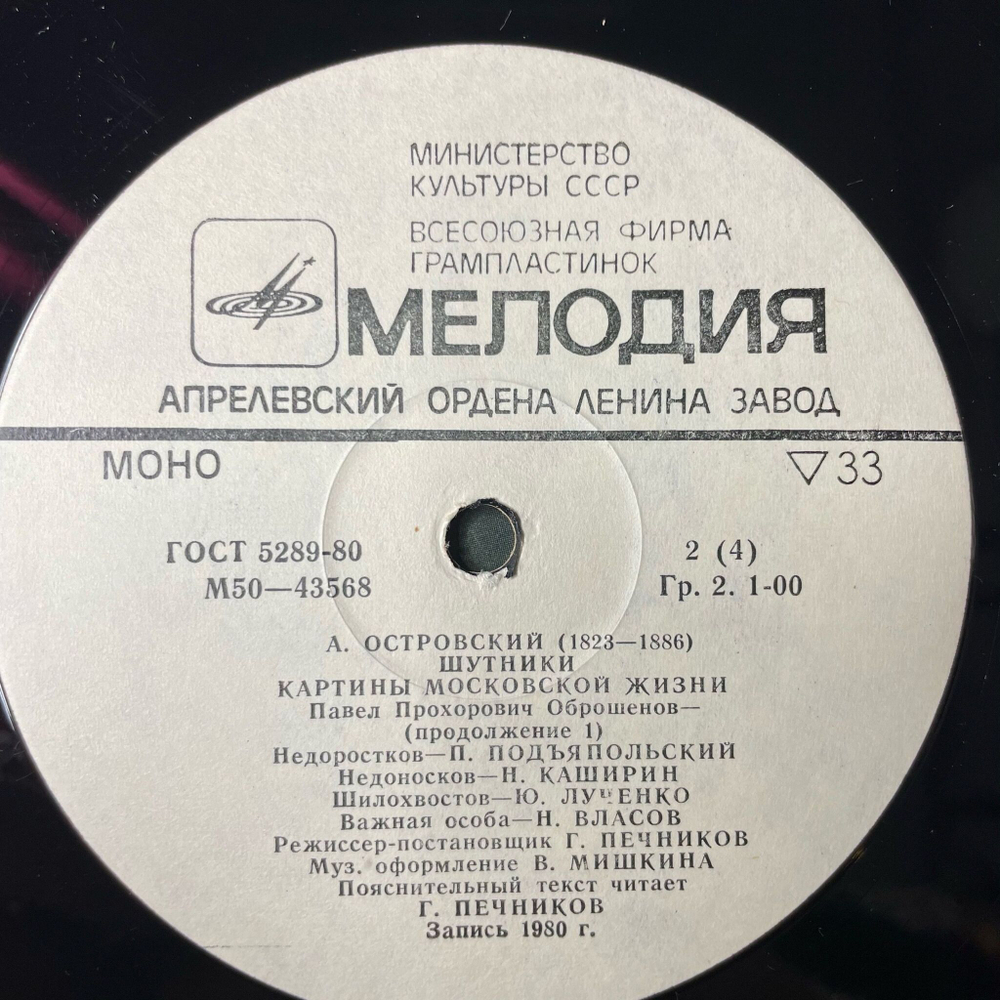 МИНИСТЕРСТВО
КУЛЬТУРЫ СССР
ВСЕСОЮЗНАЯ ФИРМА
ГРАМПЛАСТИНОК
МЕЛОДИЯ
АПРЕЛЕВСКИЙ ОРДЕНА ЛЕНИНА ЗАВОД
МОНО ▽33
ГОСТ 5289-80 2 (4)
М50—43568 Гр. 2. 1-00
А. ОСТРОВСКИЙ (1823—1886)
ШУТНИКИ
КАРТИНЫ МОСКОВСКОЙ ЖИЗНИ
Павел Прохорович Оброшенов—
(продолжение 1)
Недоростков—П. ПОДЪЯПОЛЬСКИЙ
Недоносков—Н. КАШИРИН
Шилохвостов—Ю. ЛУЧЕНКО
Важная особа—Н. ВЛАСОВ
Режиссер-постановщик Г. ПЕЧНИКОВ
Муз. оформление В. МИШКИНА
Пояснительный текст читает
Г. ПЕЧНИКОВ
Запись 1980 г.